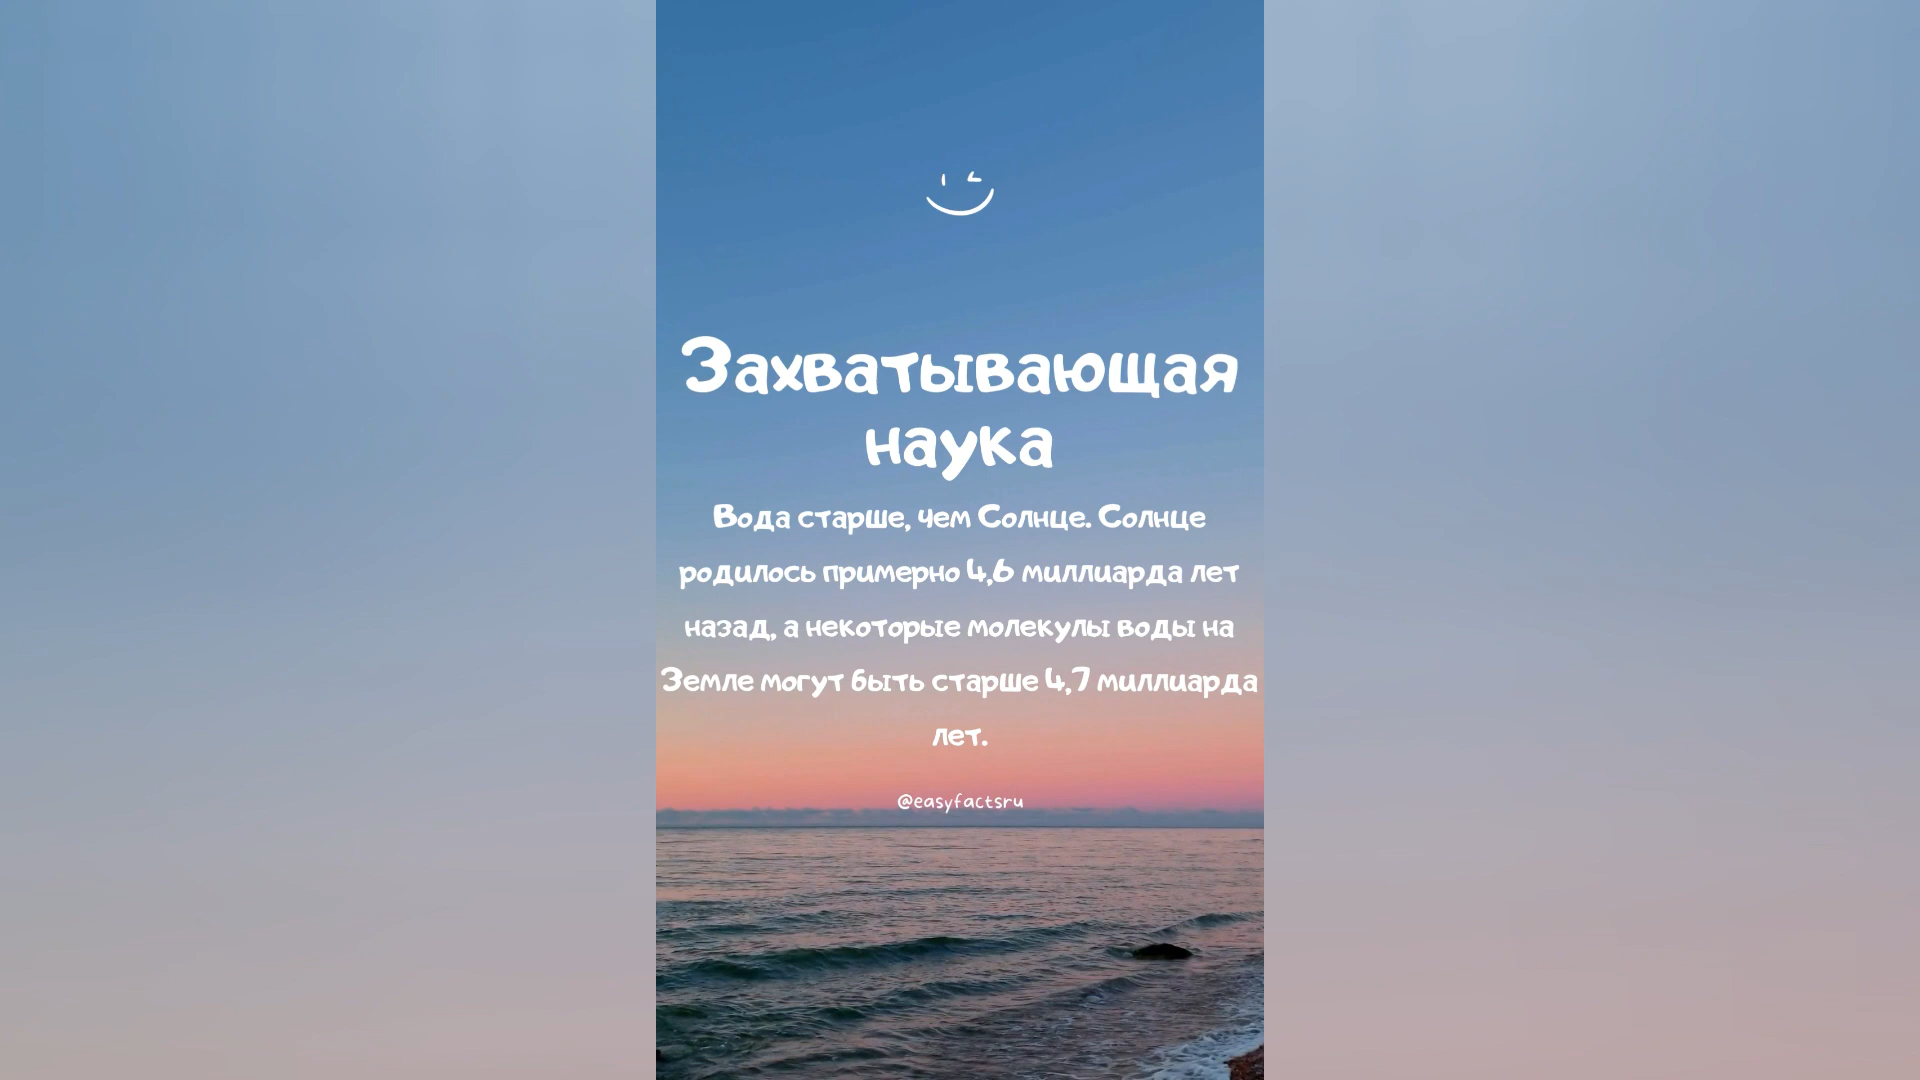 Захватывающая
наука
Вода старше, чем Солнце. Солнце
родилось примерно 4,6 миллиарда лет
назад, а некоторые молекулы воды на
Земле могут быть старше 4,7 миллиарда
лет.
@easyfactsru